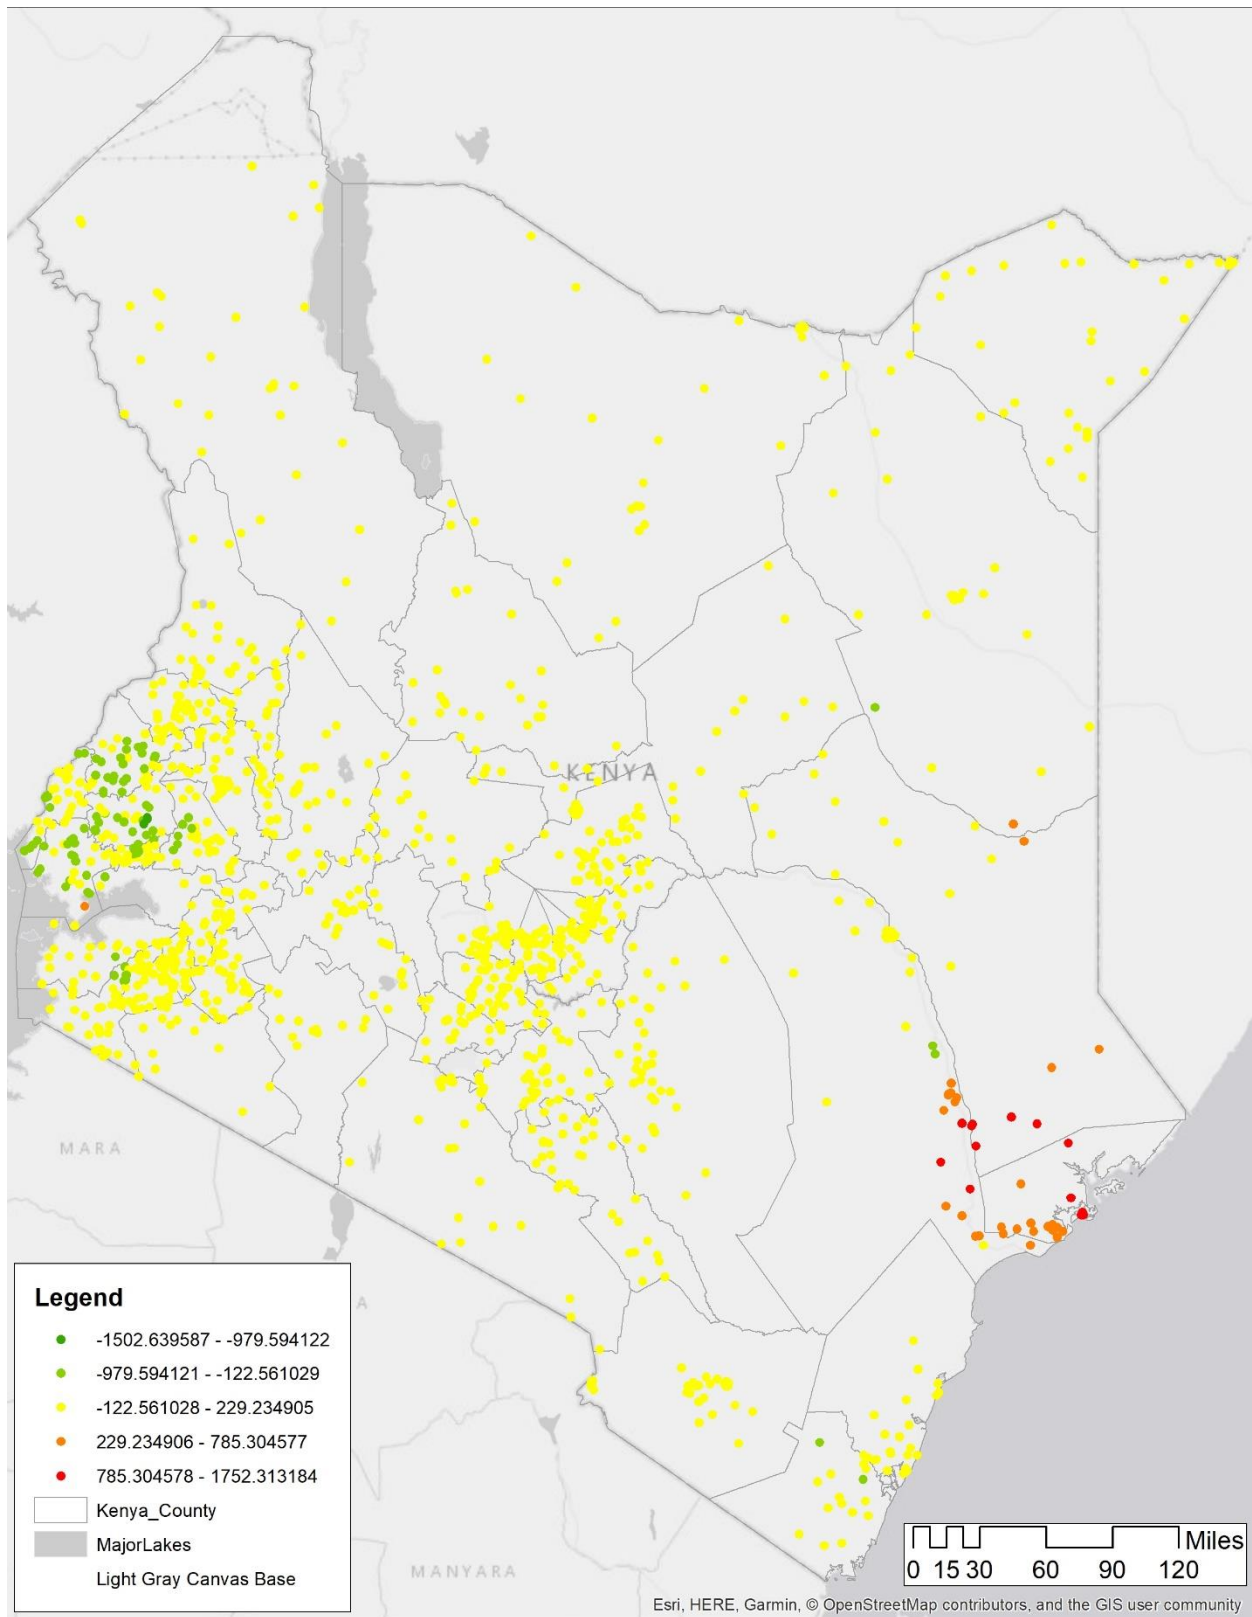 KENYA
MARA
A
Legend
-1502.639587 - -979.594122
-979.594121 - -122.561029
-122.561028 - 229.234905
229.234906 - 785.304577
785.304578 - 1752.313184
Kenya_County
MajorLakes
Light Gray Canvas Base
MANYARA
Miles
0 15 30 60 90 120
Esri, HERE, Garmin, © OpenStreetMap contributors, and the GIS user community